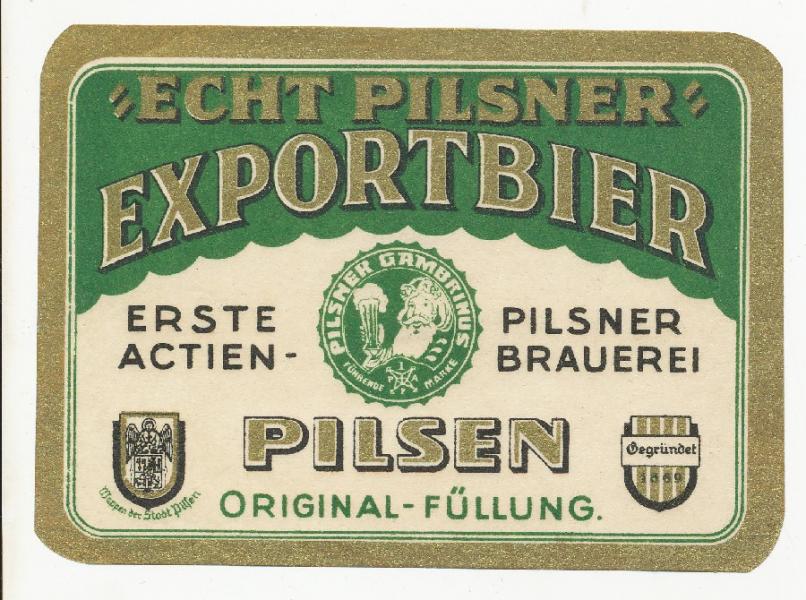 "ECHT PILSNER"
EXPORTBIER
PILSNER GAMBRINUS
FÜHRENDE MARKE
1
P P A
P
ERSTE PILSNER
ACTIEN- BRAUEREI
PILSEN
Wappen der Stadt Pilsen
Gegründet
1869
ORIGINAL-FÜLLUNG.